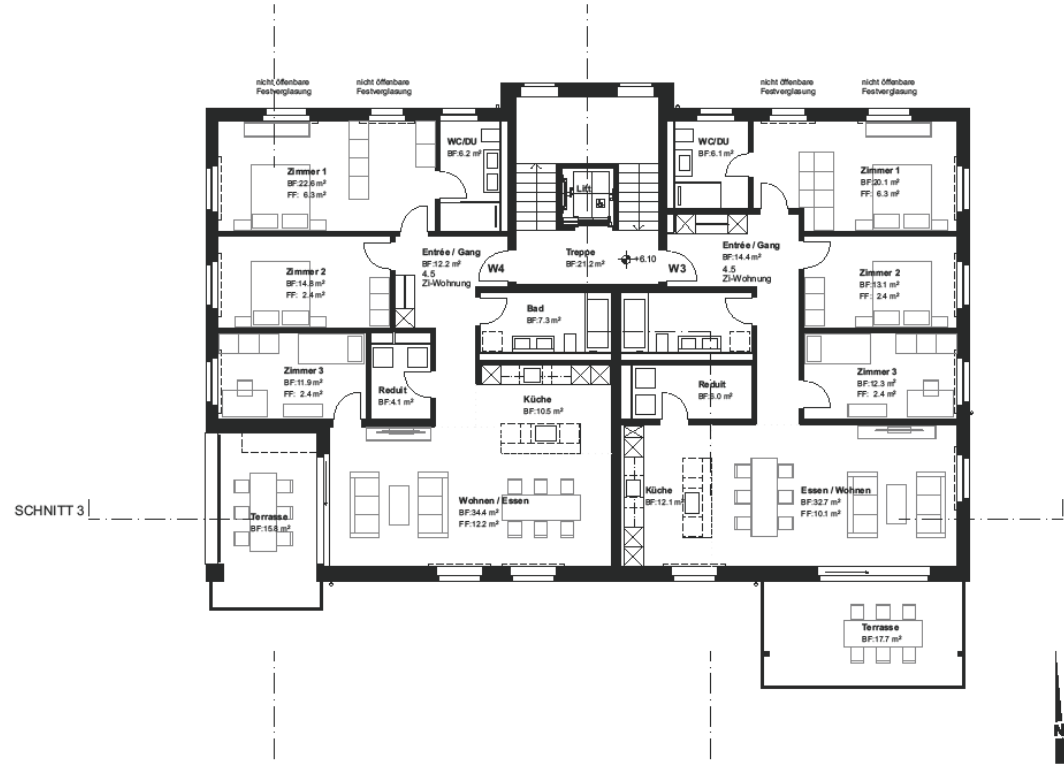 nicht öffenbare
Festverglasung
nicht öffenbare
Festverglasung
nicht öffenbare
Festverglasung
nicht öffenbare
Festverglasung
WC/DU
BF:6.2 m²
WC/DU
BF:6.1 m²
Zimmer 1
BF:22.6 m²
FF: 6.3 m²
Lift
Zimmer 1
BF:20.1 m²
FF: 6.3 m²
Entrée / Gang
BF:12.2 m²
4.5
Zi-Wohnung
W4
Treppe
BF:21.2 m²
+6.10
W3
Entrée / Gang
BF:14.4 m²
4.5
Zi-Wohnung
Zimmer 2
BF:14.8 m²
FF: 2.4 m²
Zimmer 2
BF:13.1 m²
FF: 2.4 m²
Bad
BF:7.3 m²
Zimmer 3
BF:11.9 m²
FF: 2.4 m²
Reduit
BF:4.1 m²
Küche
BF:10.5 m²
Reduit
BF:6.0 m²
Zimmer 3
BF:12.3 m²
FF: 2.4 m²
Wohnen / Essen
BF:34.4 m²
FF:12.2 m²
Küche
BF:12.1 m²
Essen / Wohnen
BF:32.7 m²
FF:10.1 m²
SCHNITT 3
Terrasse
BF:15.8 m²
Terrasse
BF:17.7 m²
N